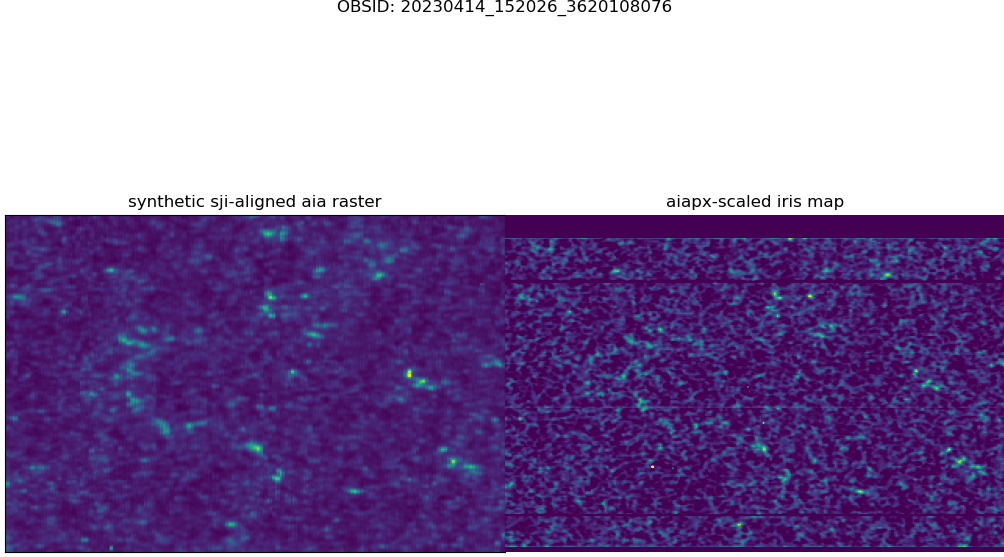 OBSID: 20230414_152026_3620108076
synthetic sji-aligned aia raster
aiapx-scaled iris map